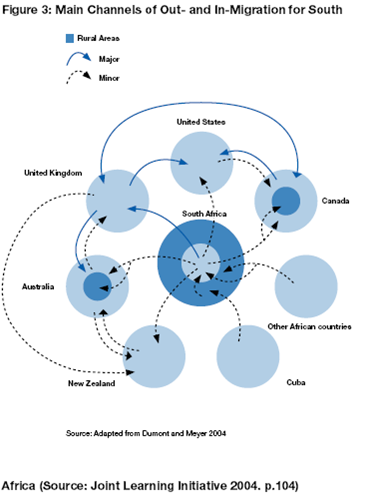 Figure 3: Main Channels of Out- and In-Migration for South
Rural Areas
Major
Minor
United States
United Kingdom
Canada
South Africa
Australia
Other African countries
New Zealand
Cuba
Source: Adapted from Dumont and Meyer 2004
Africa (Source: Joint Learning Initiative 2004. p.104)